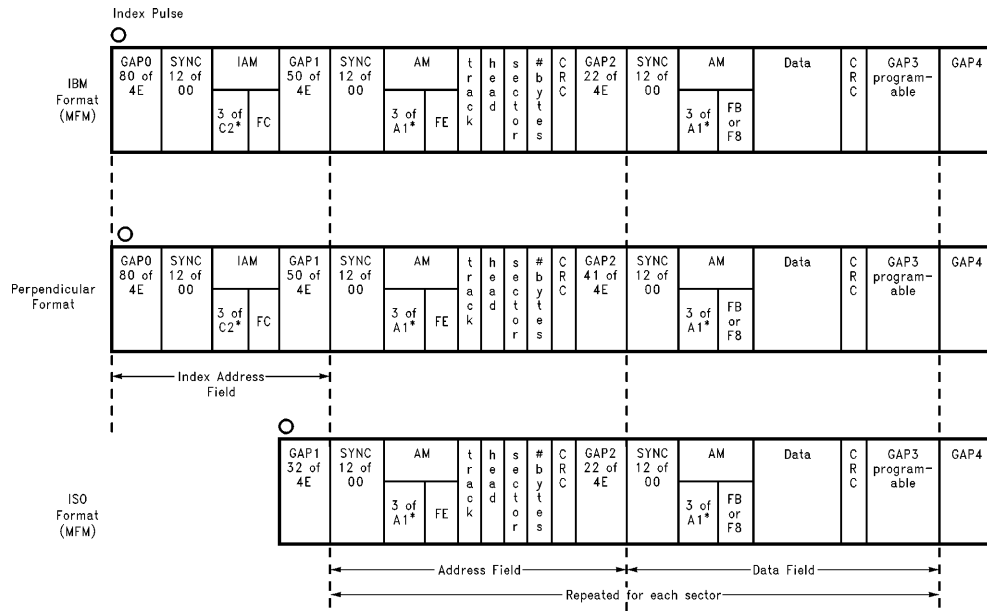 Index Pulse
IBM
Format
(MFM)
GAP0
80 of
4E
SYNC
12 of
00
IAM
3 of
C2*
FC
GAP1
50 of
4E
SYNC
12 of
00
AM
3 of
A1*
FE
track
head
sector
#bytes
CRC
GAP2
22 of
4E
SYNC
12 of
00
AM
3 of
A1*
FB
or
F8
Data
CRC
GAP3
program-
able
GAP4
Perpendicular
Format
GAP0
80 of
4E
SYNC
12 of
00
IAM
3 of
C2*
FC
GAP1
50 of
4E
SYNC
12 of
00
AM
3 of
A1*
FE
track
head
sector
#bytes
CRC
GAP2
41 of
4E
SYNC
12 of
00
AM
3 of
A1*
FB
or
F8
Data
CRC
GAP3
program-
able
GAP4
Index Address
Field
ISO
Format
(MFM)
GAP1
32 of
4E
SYNC
12 of
00
AM
3 of
A1*
FE
track
head
sector
#bytes
CRC
GAP2
22 of
4E
SYNC
12 of
00
AM
3 of
A1*
FB
or
F8
Data
CRC
GAP3
program-
able
GAP4
Address Field
Data Field
Repeated for each sector